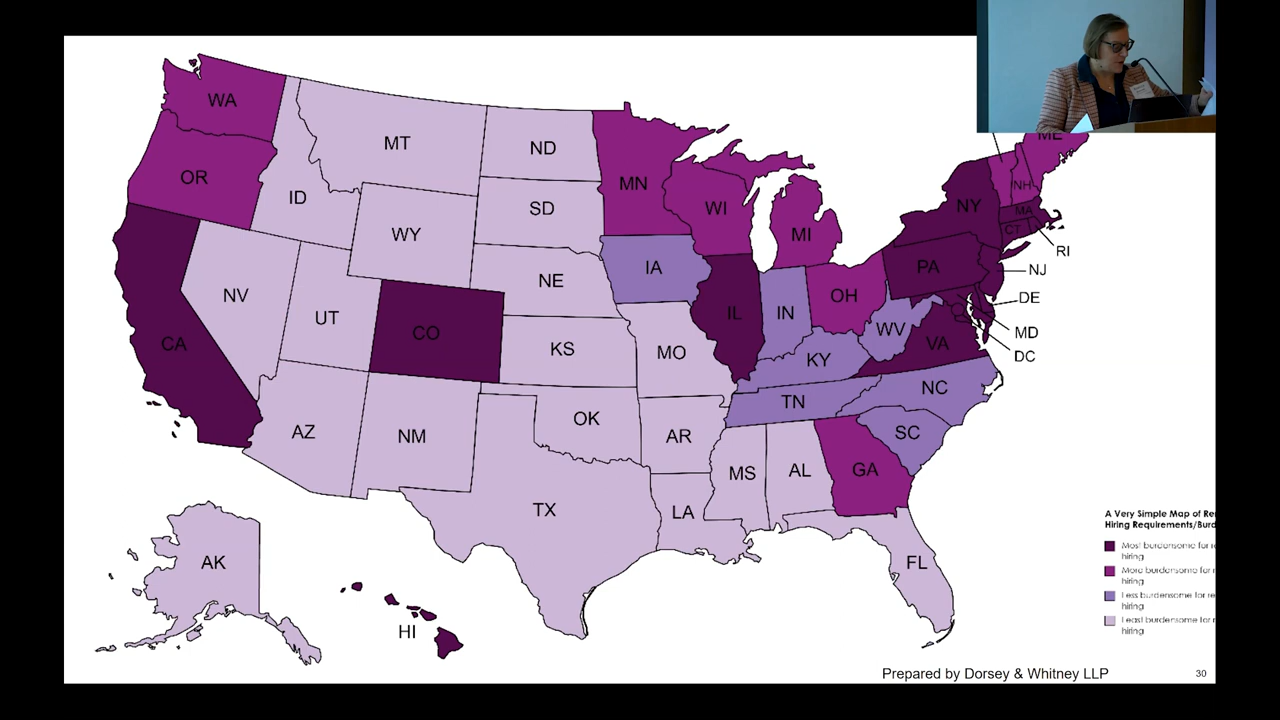 WA
MT
ND
ME
OR
MN
ID
SD
WI
NH
NY
MA
WY
MI
CT
RI
IA
PA
NJ
NE
NV
OH
DE
UT
IL
IN
WV
MD
CO
CA
VA
DC
KS
MO
KY
NC
TN
OK
AZ
NM
AR
SC
MS
AL
GA
TX
LA
A Very Simple Map of
Hiring Requirements/
AK
FL
Most burdensome for
hiring
More burdensome for
hiring
Less burdensome for
hiring
Least burdensome for
hiring
HI
Prepared by Dorsey & Whitney LLP
30